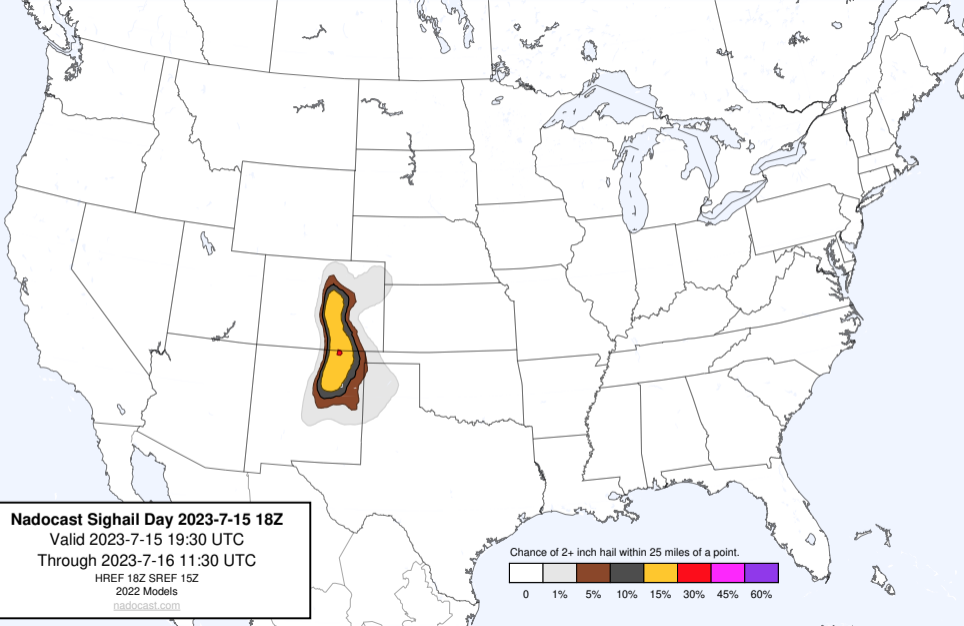 Nadocast Sighail Day 2023-7-15 18Z
Valid 2023-7-15 19:30 UTC
Through 2023-7-16 11:30 UTC
HREF 18Z SREF 15Z
2022 Models
nadocast.com
Chance of 2+ inch hail within 25 miles of a point.
0 1% 5% 10% 15% 30% 45% 60%